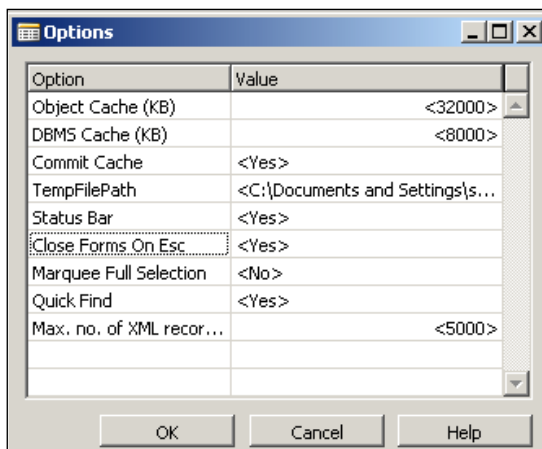 Options
Option Value
Object Cache (KB) <32000>
DBMS Cache (KB) <8000>
Commit Cache <Yes>
TempFilePath <C:\Documents and Settings\s...
Status Bar <Yes>
Close Forms On Esc <Yes>
Marquee Full Selection <No>
Quick Find <Yes>
Max. no. of XML recor... <5000>
OK Cancel Help